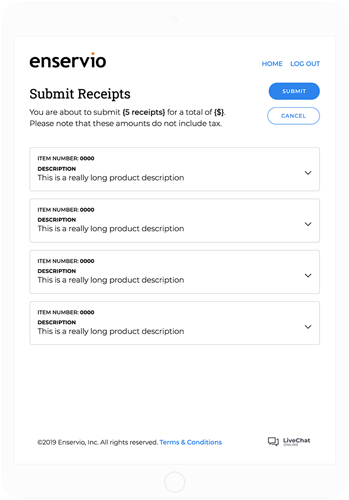 enservio
HOME LOG OUT
Submit Receipts
SUBMIT
You are about to submit {5 receipts} for a total of {$}.
Please note that these amounts do not include tax.
CANCEL
ITEM NUMBER: 0000
DESCRIPTION
This is a really long product description
ITEM NUMBER: 0000
DESCRIPTION
This is a really long product description
ITEM NUMBER: 0000
DESCRIPTION
This is a really long product description
ITEM NUMBER: 0000
DESCRIPTION
This is a really long product description
©2019 Enservio, Inc. All rights reserved. Terms & Conditions
LiveChat
ONLINE